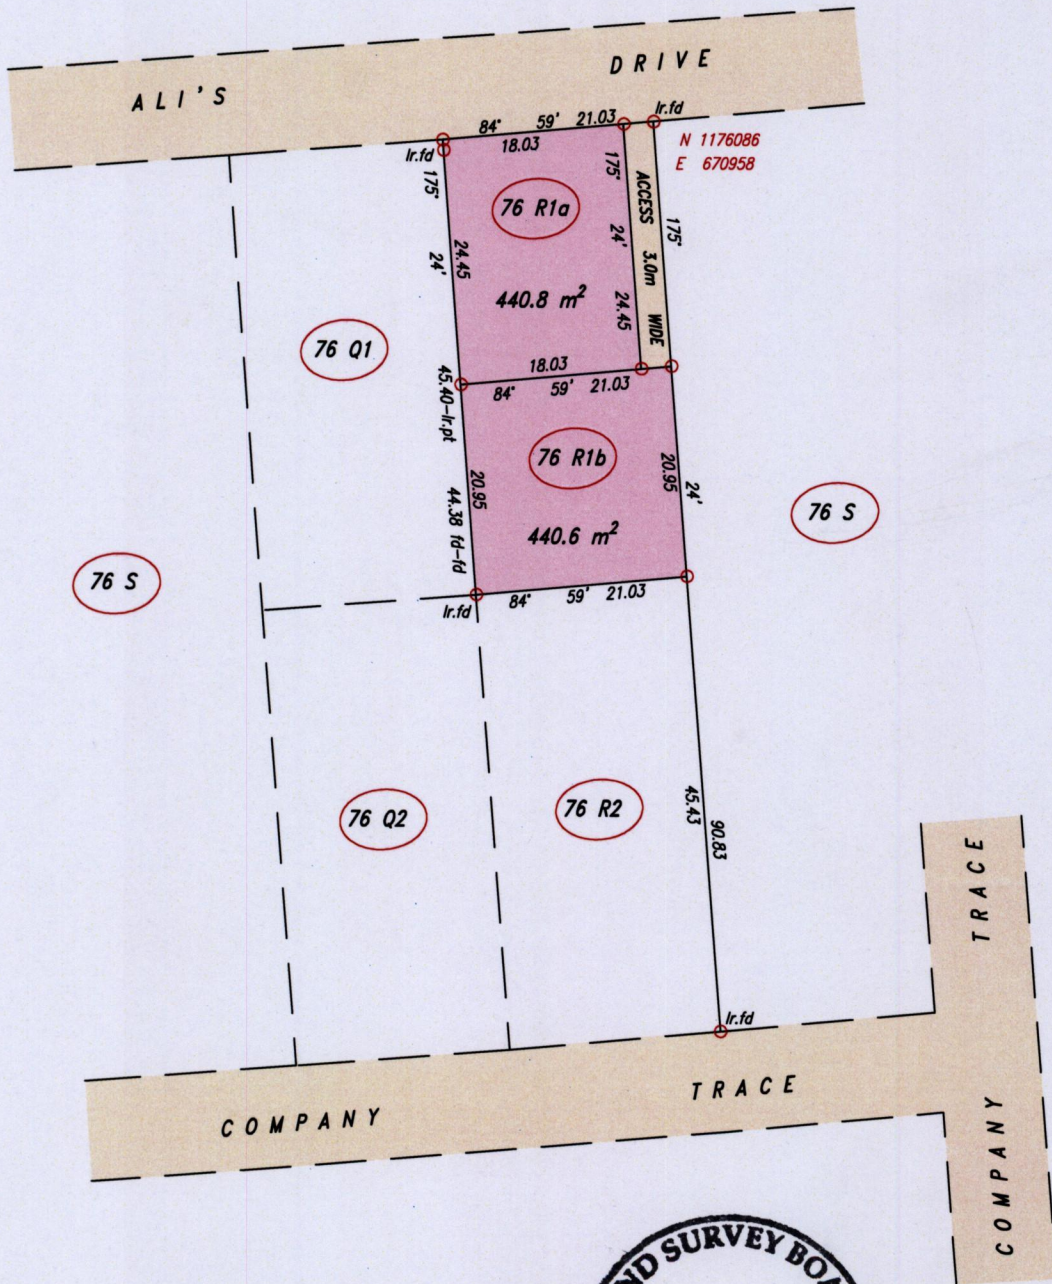 ALI'S DRIVE
84° 59' 21.03
Ir.fd
18.03
N 1176086
E 670958
Ir.fd
175°
24.45
24'
76 R1a
440.8 m²
175°
24'
24.45
ACCESS 3.0m WIDE
175°
24'
76 Q1
18.03
84° 59' 21.03
45.40-Ir.pt
44.38 fd-fd
20.95
76 R1b
440.6 m²
20.95
76 S
76 S
84° 59' 21.03
Ir.fd
76 Q2
76 R2
45.43
90.83
Ir.fd
COMPANY TRACE
COMPANY TRACE
ND SURVEY BOA